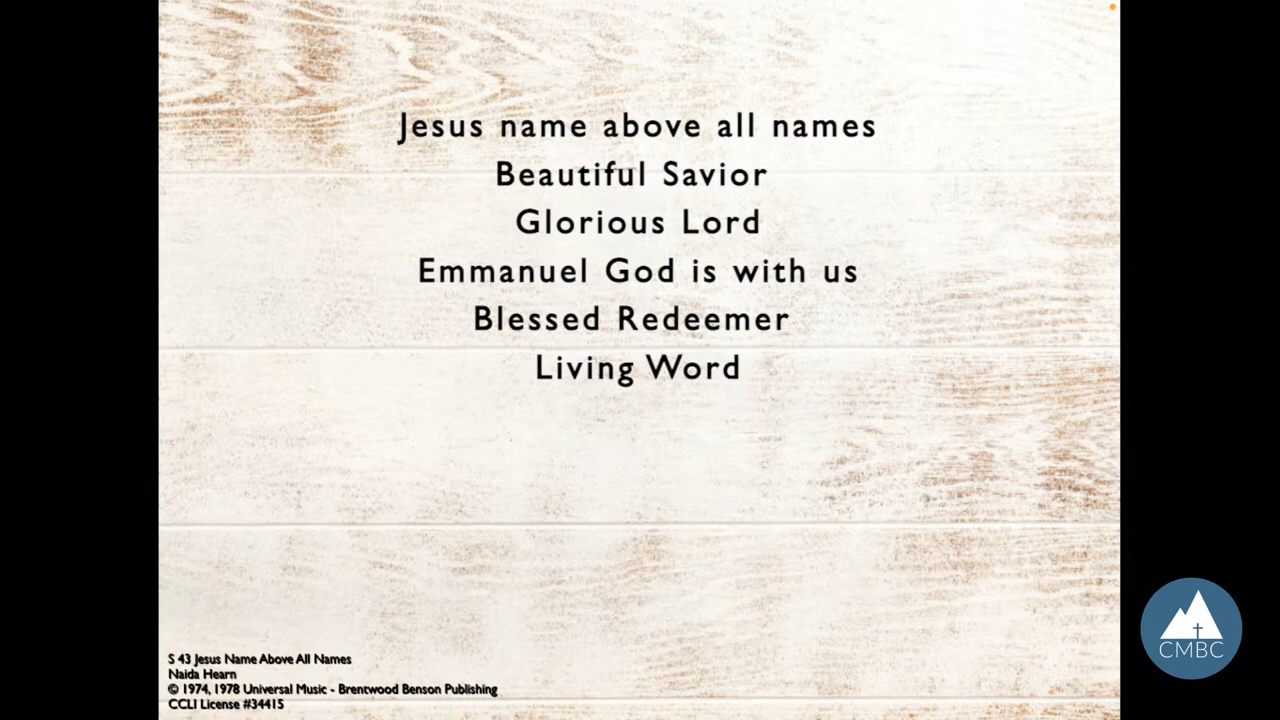 Jesus name above all names
Beautiful Savior
Glorious Lord
Emmanuel God is with us
Blessed Redeemer
Living Word
S 43 Jesus Name Above All Names
Naida Hearn
© 1974, 1978 Universal Music - Brentwood Benson Publishing
CCLI License #34415
CMBC